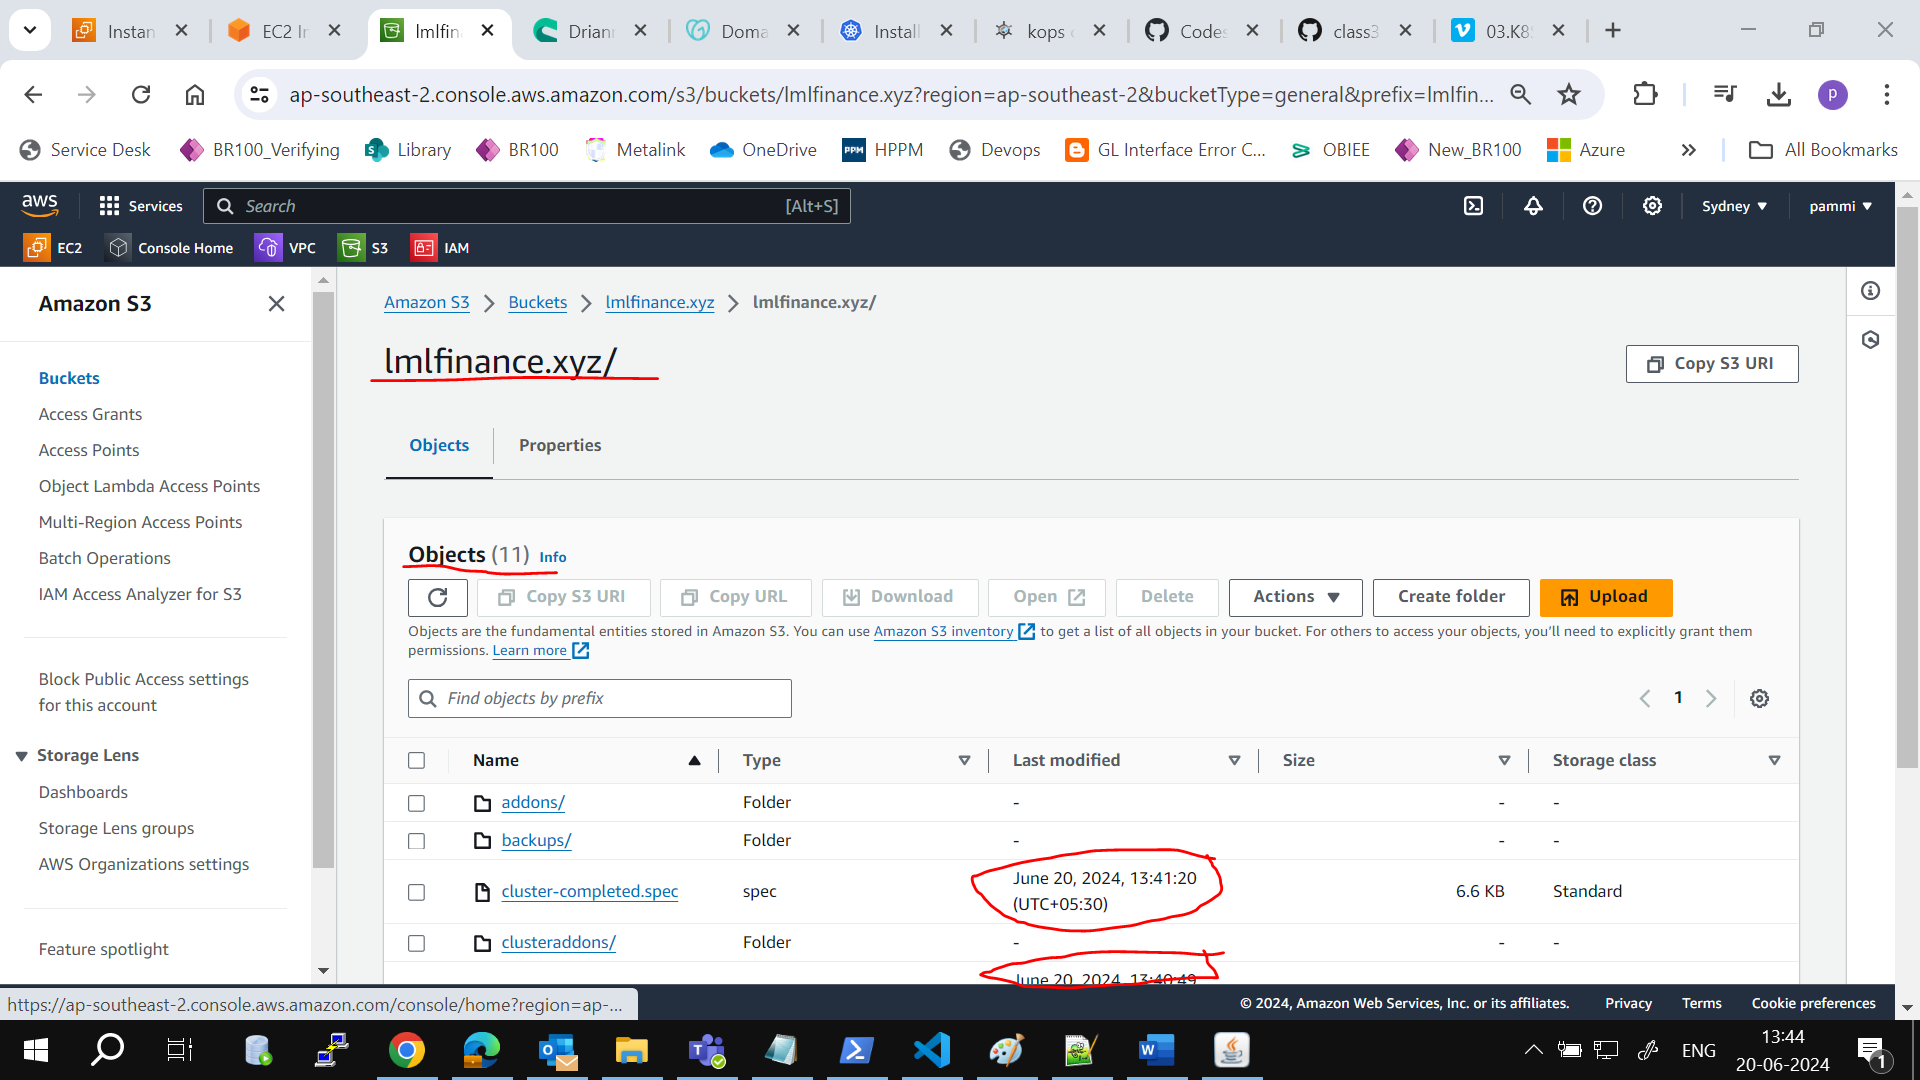 Instan
EC2 In
lmlfin
Driann
Doma
Install
kops c
Codes
class3
03.K8S
ap-southeast-2.console.aws.amazon.com/s3/buckets/lmlfinance.xyz?region=ap-southeast-2&bucketType=general&prefix=lmlfin...
p
Service Desk
BR100_Verifying
Library
BR100
Metalink
OneDrive
PPM
HPPM
Devops
GL Interface Error C...
OBIEE
New_BR100
Azure
All Bookmarks
aws
Services
Search
[Alt+S]
Sydney
pammi
EC2
Console Home
VPC
S3
IAM
Amazon S3
Buckets
Access Grants
Access Points
Object Lambda Access Points
Multi-Region Access Points
Batch Operations
IAM Access Analyzer for S3
Block Public Access settings
for this account
Storage Lens
Dashboards
Storage Lens groups
AWS Organizations settings
Feature spotlight
Amazon S3
Buckets
lmlfinance.xyz
lmlfinance.xyz/
lmlfinance.xyz/
Copy S3 URI
Objects
Properties
Objects (11) Info
Copy S3 URI
Copy URL
Download
Open
Delete
Actions
Create folder
Upload
Objects are the fundamental entities stored in Amazon S3. You can use Amazon S3 inventory to get a list of all objects in your bucket. For others to access your objects, you'll need to explicitly grant them
permissions. Learn more
Find objects by prefix
1
Name Type Last modified Size Storage class
addons/ Folder - - -
backups/ Folder - - -
cluster-completed.spec spec June 20, 2024, 13:41:20 6.6 KB Standard
(UTC+05:30)
clusteraddons/ Folder - - -
June 20, 2024, 13:40:49
https://ap-southeast-2.console.aws.amazon.com/console/home?region=ap-...
© 2024, Amazon Web Services, Inc. or its affiliates.
Privacy
Terms
Cookie preferences
ENG
13:44
20-06-2024
1